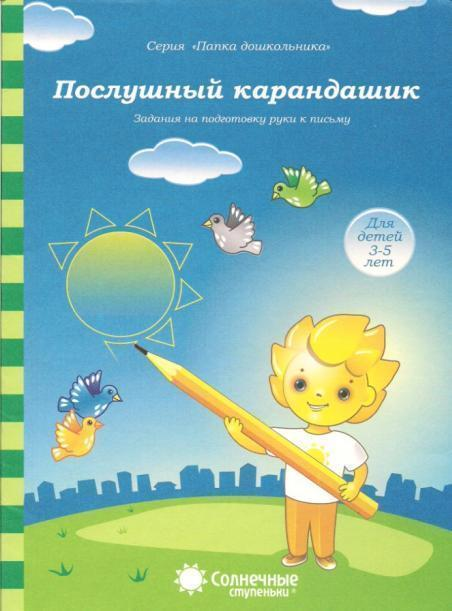 Серия «Папка дошкольника»
Послушный карандашик
Задания на подготовку руки к письму
Для
детей
3-5
лет
Солнечные
ступеньки®